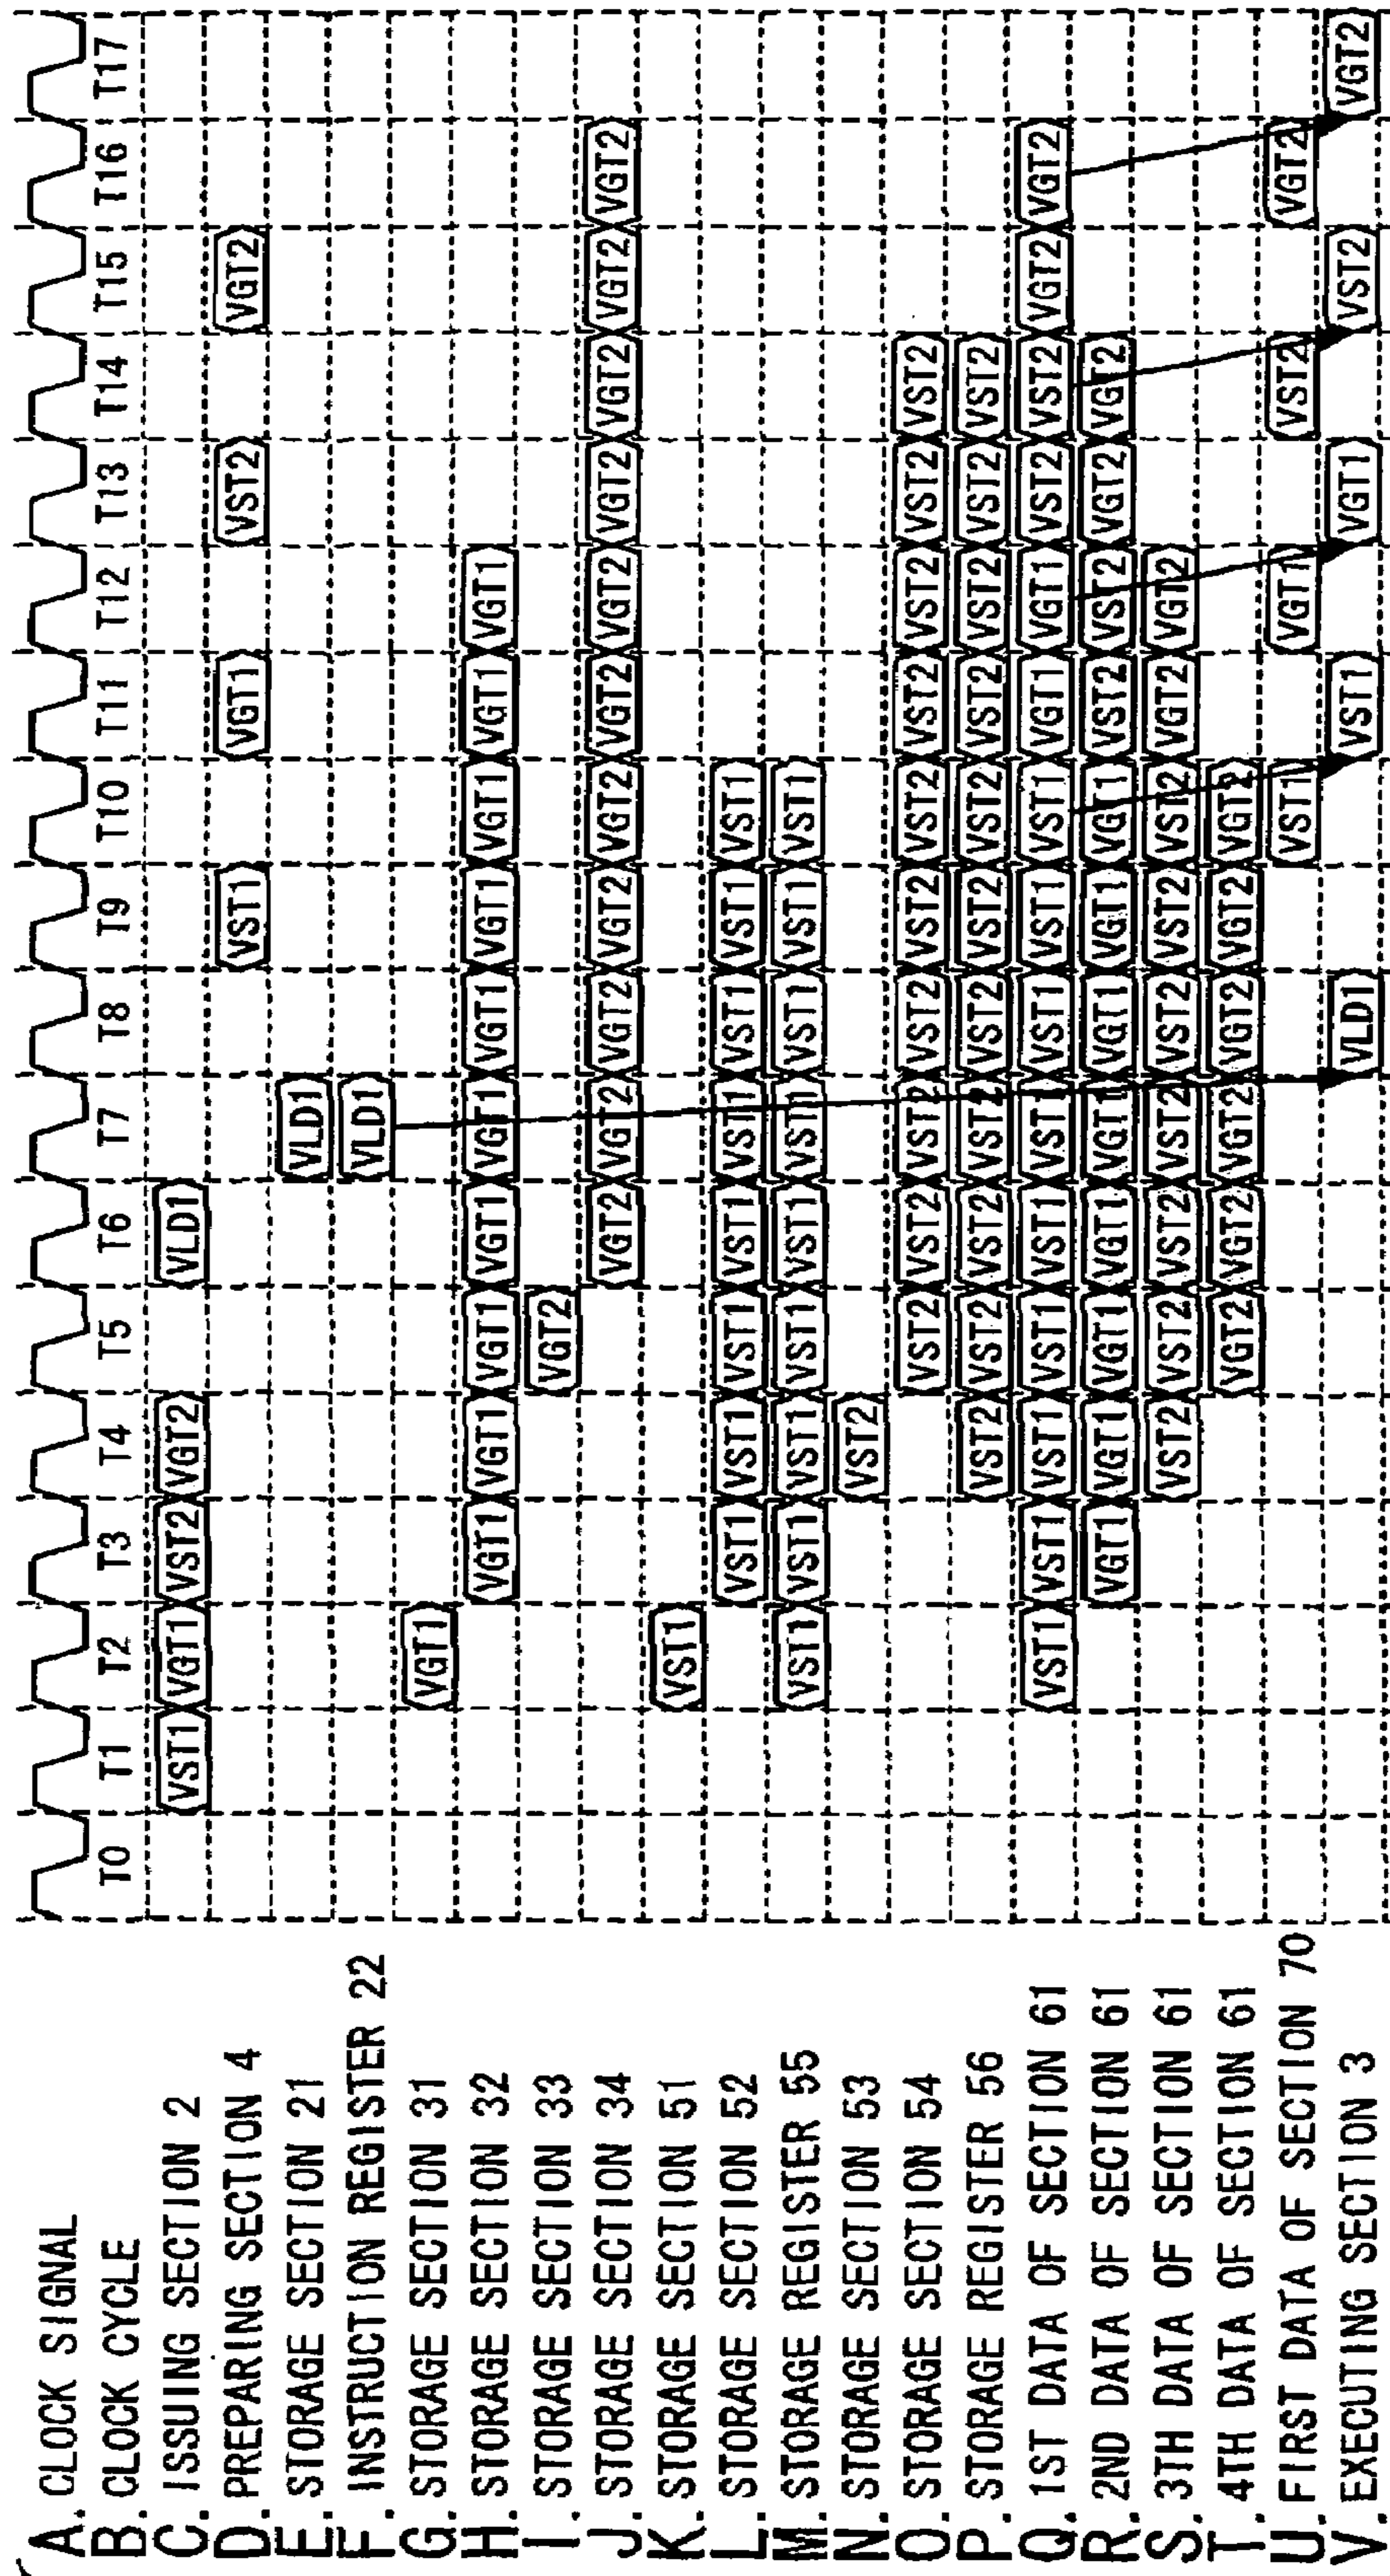 A. CLOCK SIGNAL
B. CLOCK CYCLE T0 T1 T2 T3 T4 T5 T6 T7 T8 T9 T10 T11 T12 T13 T14 T15 T16 T17
C. ISSUING SECTION 2 VST1 VGT1 VST2 VGT2 VLD1
D. PREPARING SECTION 4 VST1 VGT1 VST2 VGT2
E. STORAGE SECTION 21 VLD1
F. INSTRUCTION REGISTER 22 VLD1
G. STORAGE SECTION 31 VGT1
H. STORAGE SECTION 32 VGT1 VGT1 VGT1 VGT1 VGT1 VGT1 VGT1 VGT1 VGT1 VGT1
I. STORAGE SECTION 33 VGT2
J. STORAGE SECTION 34 VGT2 VGT2 VGT2 VGT2 VGT2 VGT2 VGT2 VGT2 VGT2 VGT2 VGT2
K. STORAGE SECTION 51 VST1
L. STORAGE SECTION 52 VST1 VST1 VST1 VST1 VST1 VST1 VST1 VST1
M. STORAGE REGISTER 55 VST1 VST1 VST1 VST1 VST1 VST1 VST1 VST1 VST1
N. STORAGE SECTION 53 VST2
O. STORAGE SECTION 54 VST2 VST2 VST2 VST2 VST2 VST2 VST2 VST2 VST2 VST2
P. STORAGE REGISTER 56 VST2 VST2 VST2 VST2 VST2 VST2 VST2 VST2 VST2 VST2 VST2
Q. 1ST DATA OF SECTION 61 VST1 VST1 VST1 VST1 VST1 VST1 VST1 VST1 VST1 VGT1 VGT1 VST2 VST2 VGT2 VGT2
R. 2ND DATA OF SECTION 61 VGT1 VGT1 VGT1 VGT1 VGT1 VGT1 VGT1 VGT1 VST2 VST2 VGT2 VGT2
S. 3TH DATA OF SECTION 61 VST2 VST2 VST2 VST2 VST2 VST2 VST2 VGT2 VGT2
T. 4TH DATA OF SECTION 61 VGT2 VGT2 VGT2 VGT2 VGT2 VGT2
U. FIRST DATA OF SECTION 70 VST1 VGT1 VST2 VGT2
V. EXECUTING SECTION 3 VLD1 VST1 VGT1 VST2 VGT2